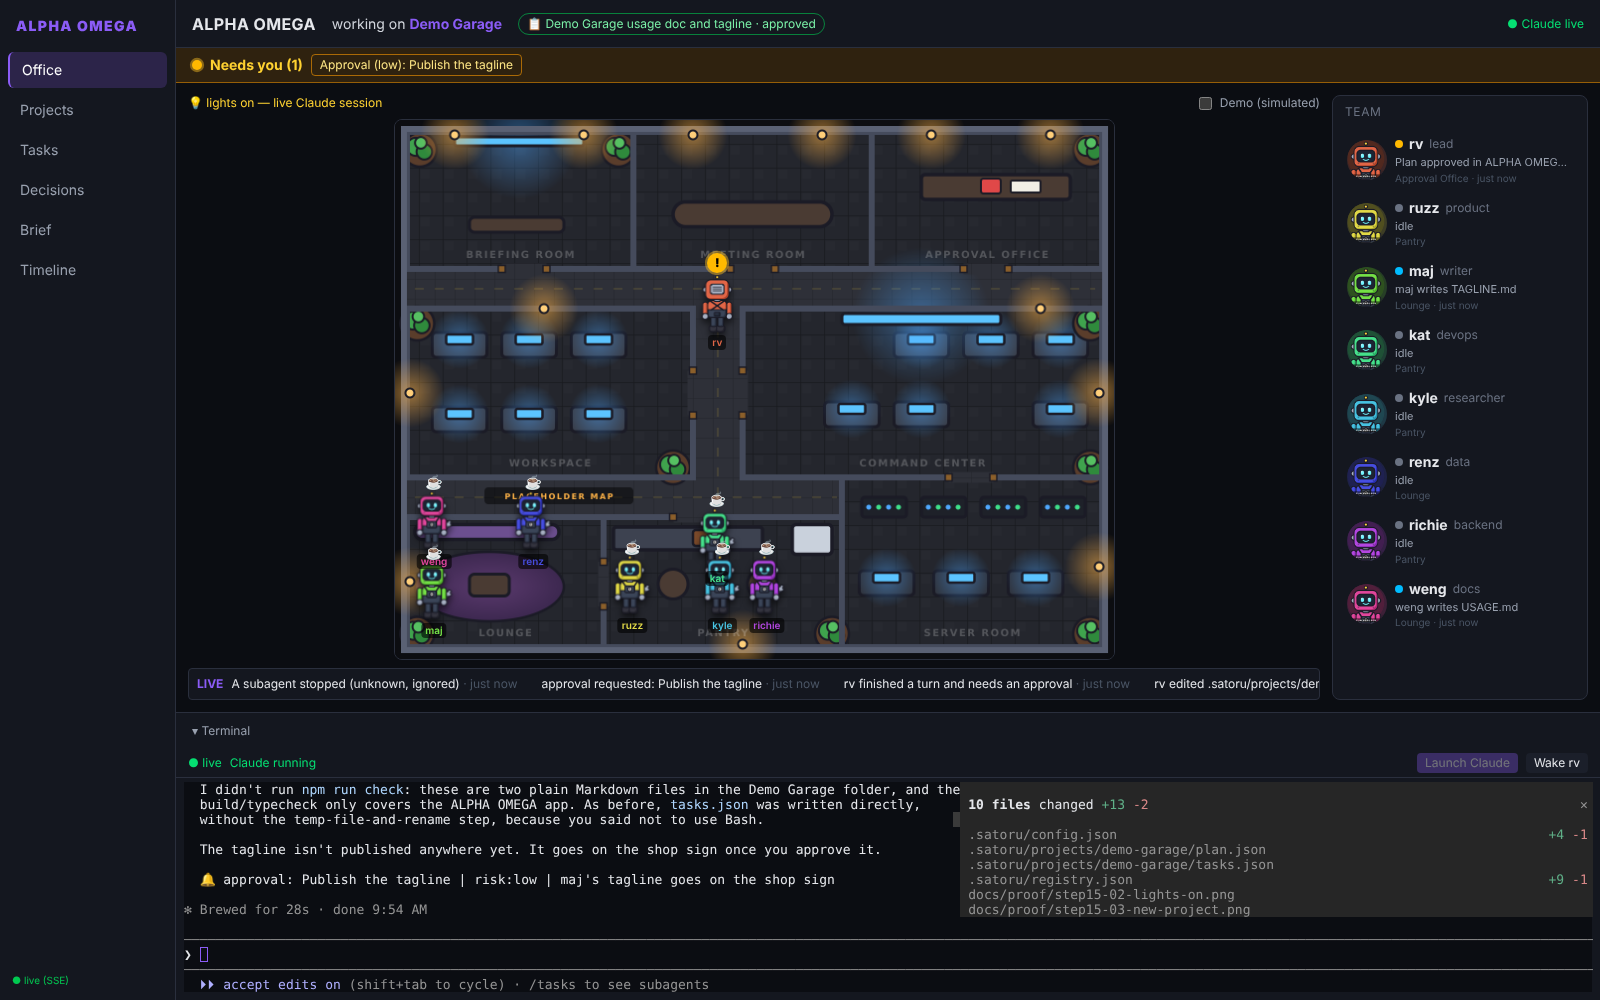 ALPHA OMEGA
Office
Projects
Tasks
Decisions
Brief
Timeline
live (SSE)
ALPHA OMEGA working on Demo Garage 📋 Demo Garage usage doc and tagline · approved
Claude live
Needs you (1) Approval (low): Publish the tagline
💡 lights on — live Claude session
Demo (simulated)
BRIEFING ROOM
MEETING ROOM
APPROVAL OFFICE
!
rv
WORKSPACE
COMMAND CENTER
PLACEHOLDER MAP
weng
renz
kat
maj
ruzz
kyle
richie
LOUNGE
PANTRY
SERVER ROOM
TEAM
rv lead
Plan approved in ALPHA OMEG...
Approval Office · just now
ruzz product
idle
Pantry
maj writer
maj writes TAGLINE.md
Lounge · just now
kat devops
idle
Pantry
kyle researcher
idle
Pantry
renz data
idle
Lounge
richie backend
idle
Pantry
weng docs
weng writes USAGE.md
Lounge · just now
LIVE A subagent stopped (unknown, ignored) · just now approval requested: Publish the tagline · just now rv finished a turn and needs an approval · just now rv edited .satoru/projects/der
▾ Terminal
live Claude running
Launch Claude
Wake rv
I didn't run npm run check: these are two plain Markdown files in the Demo Garage folder, and the
build/typecheck only covers the ALPHA OMEGA app. As before, tasks.json was written directly,
without the temp-file-and-rename step, because you said not to use Bash.
The tagline isn't published anywhere yet. It goes on the shop sign once you approve it.
🔔 approval: Publish the tagline | risk:low | maj's tagline goes on the shop sign
✻ Brewed for 28s · done 9:54 AM
10 files changed +13 -2 ×
.satoru/config.json +4 -1
.satoru/projects/demo-garage/plan.json
.satoru/projects/demo-garage/tasks.json
.satoru/registry.json +9 -1
docs/proof/step15-02-lights-on.png
docs/proof/step15-03-new-project.png
❯
⏵⏵ accept edits on (shift+tab to cycle) · /tasks to see subagents